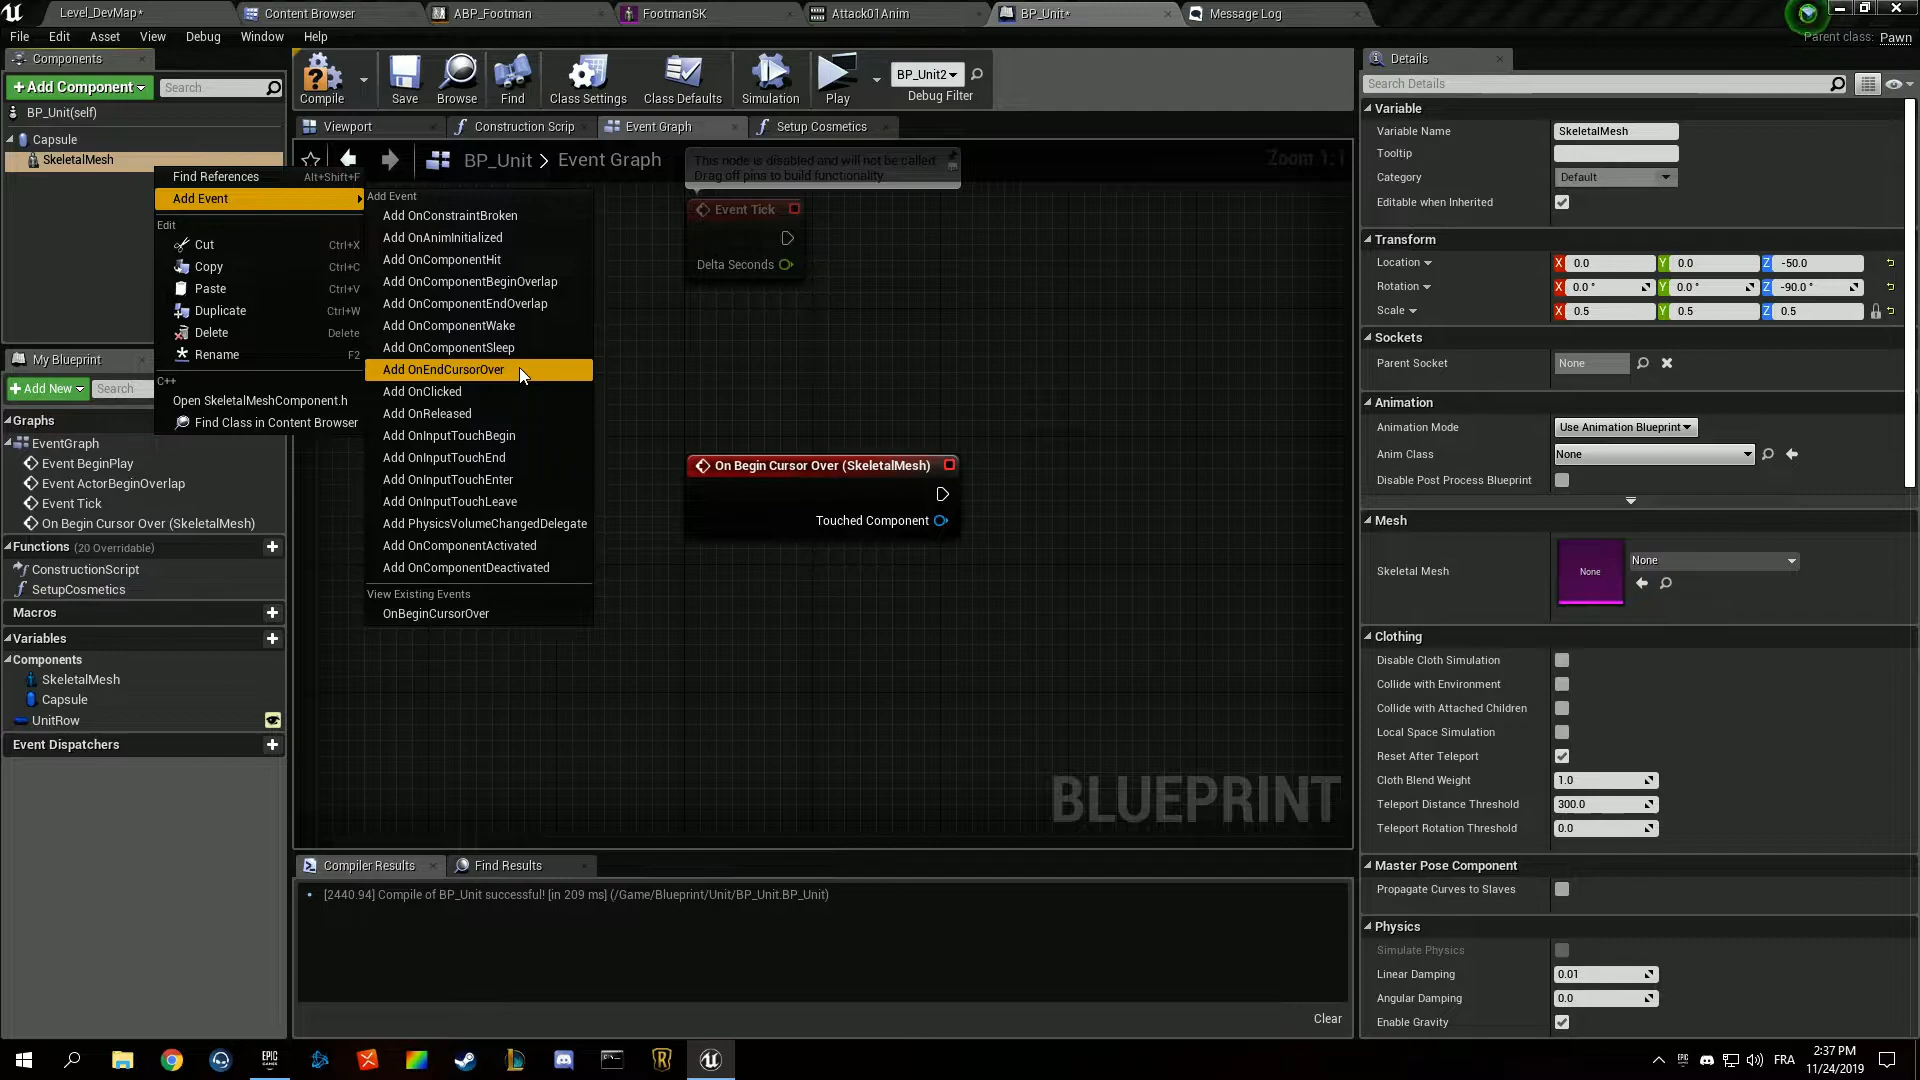 Level_DevMap*
Content Browser
ABP_Footman
FootmanSK
Attack01Anim
BP_Unit*
Message Log
File Edit Asset View Debug Window Help
Parent class: Pawn
Components
+Add Component
Search
BP_Unit(self)
Capsule
SkeletalMesh
Compile
Save
Browse
Find
Class Settings
Class Defaults
Simulation
Play
BP_Unit2
Debug Filter
Viewport
Construction Scrip
Event Graph
Setup Cosmetics
BP_Unit > Event Graph
Zoom 1:1
This node is disabled and will not be called.
Drag off pins to build functionality.
Event Tick
Delta Seconds
On Begin Cursor Over (SkeletalMesh)
Touched Component
BLUEPRINT
Find References Alt+Shift+F
Add Event
Edit
Cut Ctrl+X
Copy Ctrl+C
Paste Ctrl+V
Duplicate Ctrl+W
Delete Delete
Rename F2
C++
Open SkeletalMeshComponent.h
Find Class in Content Browser
Add Event
Add OnConstraintBroken
Add OnAnimInitialized
Add OnComponentHit
Add OnComponentBeginOverlap
Add OnComponentEndOverlap
Add OnComponentWake
Add OnComponentSleep
Add OnEndCursorOver
Add OnClicked
Add OnReleased
Add OnInputTouchBegin
Add OnInputTouchEnd
Add OnInputTouchEnter
Add OnInputTouchLeave
Add PhysicsVolumeChangedDelegate
Add OnComponentActivated
Add OnComponentDeactivated
View Existing Events
OnBeginCursorOver
My Blueprint
+Add New
Search
Graphs
EventGraph
Event BeginPlay
Event ActorBeginOverlap
Event Tick
On Begin Cursor Over (SkeletalMesh)
Functions (20 Overridable)
ConstructionScript
SetupCosmetics
Macros
Variables
Components
SkeletalMesh
Capsule
UnitRow
Event Dispatchers
Compiler Results
Find Results
[2440.94] Compile of BP_Unit successful! [in 209 ms] (/Game/Blueprint/Unit/BP_Unit.BP_Unit)
Clear
Details
Search Details
Variable
Variable Name SkeletalMesh
Tooltip
Category Default
Editable when Inherited
Transform
Location X 0.0 Y 0.0 Z -50.0
Rotation X 0.0 ° Y 0.0 ° Z -90.0 °
Scale X 0.5 Y 0.5 Z 0.5
Sockets
Parent Socket None
Animation
Animation Mode Use Animation Blueprint
Anim Class None
Disable Post Process Blueprint
Mesh
Skeletal Mesh None None
Clothing
Disable Cloth Simulation
Collide with Environment
Collide with Attached Children
Local Space Simulation
Reset After Teleport
Cloth Blend Weight 1.0
Teleport Distance Threshold 300.0
Teleport Rotation Threshold 0.0
Master Pose Component
Propagate Curves to Slaves
Physics
Simulate Physics
Linear Damping 0.01
Angular Damping 0.0
Enable Gravity
EPIC
GAMES
FRA
2:37 PM
11/24/2019